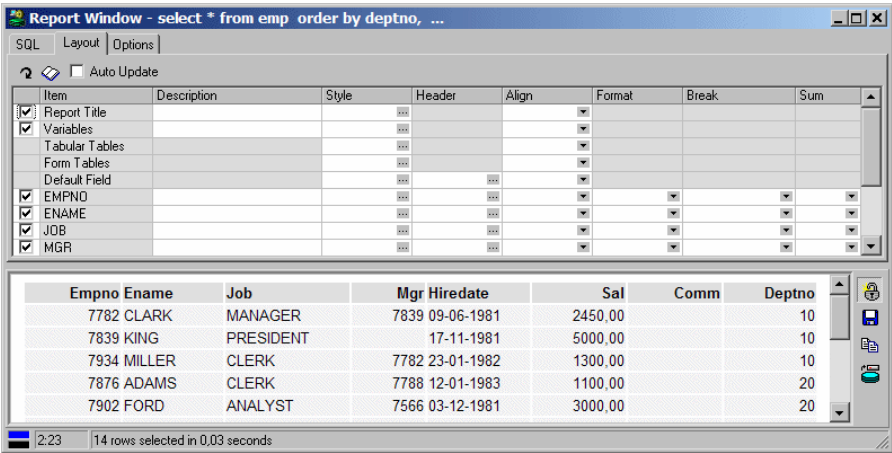 Report Window - select * from emp  order by deptno,  ...
SQL Layout Options
Auto Update
Item Description Style Header Align Format Break Sum
Report Title
Variables
Tabular Tables
Form Tables
Default Field
EMPNO
ENAME
JOB
MGR
Empno Ename Job Mgr Hiredate Sal Comm Deptno
7782 CLARK MANAGER 7839 09-06-1981 2450,00 10
7839 KING PRESIDENT 17-11-1981 5000,00 10
7934 MILLER CLERK 7782 23-01-1982 1300,00 10
7876 ADAMS CLERK 7788 12-01-1983 1100,00 20
7902 FORD ANALYST 7566 03-12-1981 3000,00 20
2:23 14 rows selected in 0,03 seconds